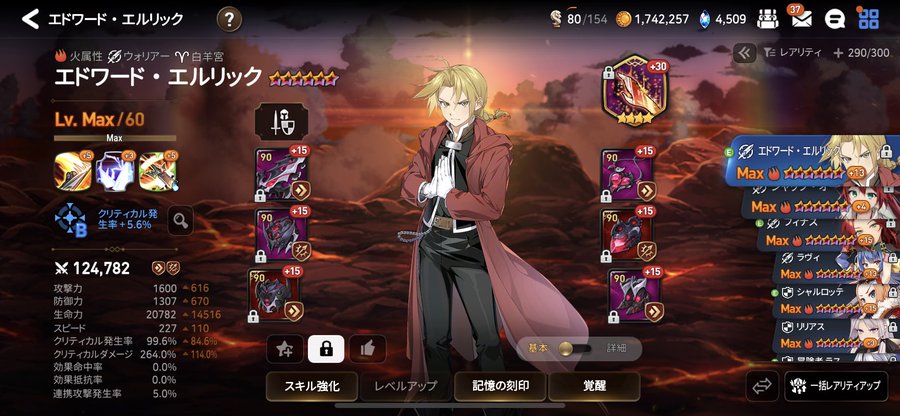 エドワード・エルリック ?
80/154 1,742,257 4,509 37
火属性 ウォリアー 白羊宮
エドワード・エルリック
Lv. Max/60
Max
+5 +3 +5
B クリティカル発生率 + 5.6%
124,782
攻撃力 1600 616
防御力 1307 670
生命力 20782 14516
スピード 227 110
クリティカル発生率 99.6% 84.6%
クリティカルダメージ 264.0% 114.0%
効果命中率 0.0%
効果抵抗率 0.0%
連携攻撃発生率 5.0%
90 +15
90 +15
90 +15
+30
90 +15
90 +15
90 +15
基本 詳細
スキル強化
レベルアップ
記憶の刻印
覚醒
レアリティ + 290/300
エドワード・エルリック
Max +13
Max +4
Max +15
ラヴィ
Max +13
シャルロッテ
Max +15
リリアス
Max
一括レアリティアップ